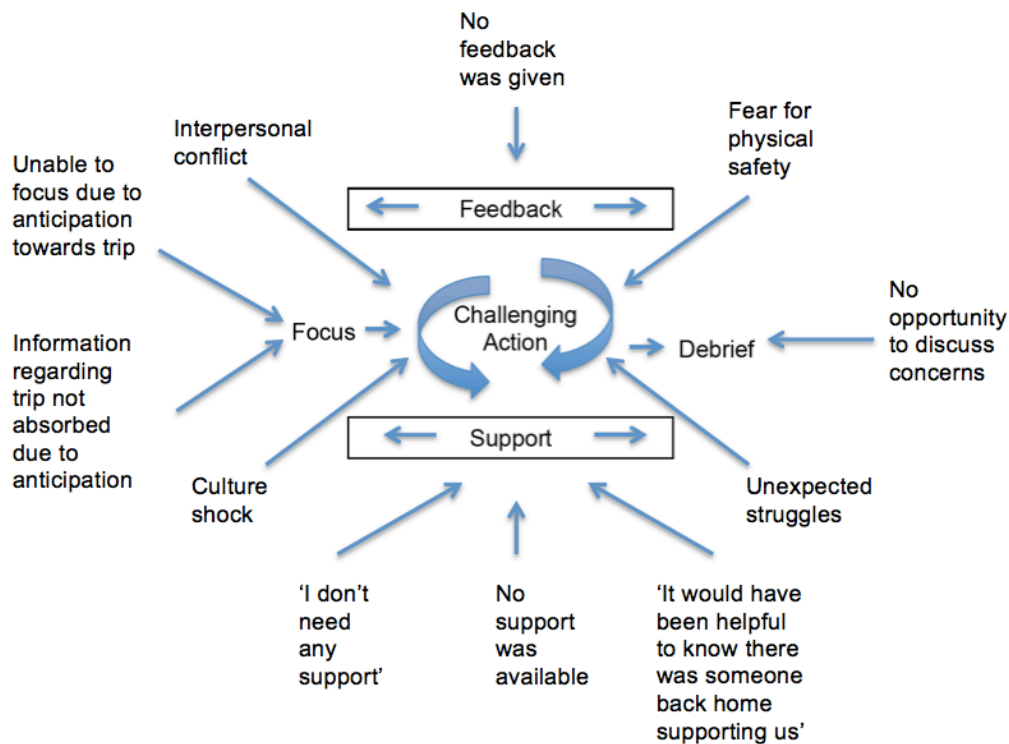 No
feedback
was given
Interpersonal
conflict
Fear for
physical
safety
Unable to
focus due to
anticipation
towards trip
Feedback
Information
regarding
trip not
absorbed
due to
anticipation
Focus
Challenging
Action
Debrief
No
opportunity
to discuss
concerns
Support
Culture
shock
Unexpected
struggles
‘I don’t
need
any
support’
No
support
was
available
‘It would have
been helpful
to know there
was someone
back home
supporting us’